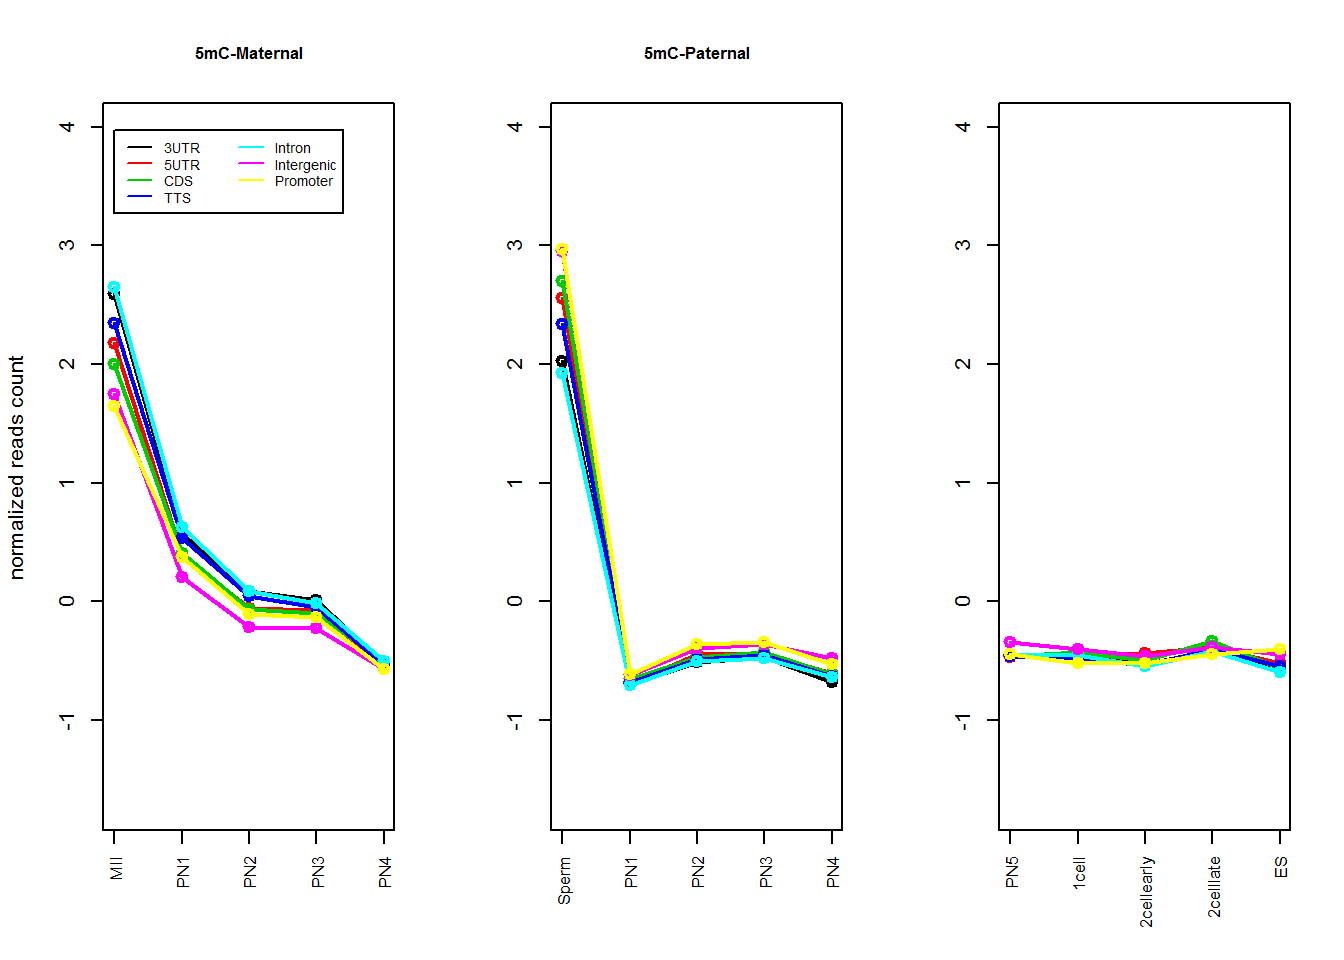 5mC-Maternal
5mC-Paternal
normalized reads count
4
3
2
1
0
-1
3UTR
5UTR
CDS
TTS
Intron
Intergenic
Promoter
MII
PN1
PN2
PN3
PN4
4
3
2
1
0
-1
Sperm
PN1
PN2
PN3
PN4
4
3
2
1
0
-1
PN5
1cell
2cellearly
2celllate
ES